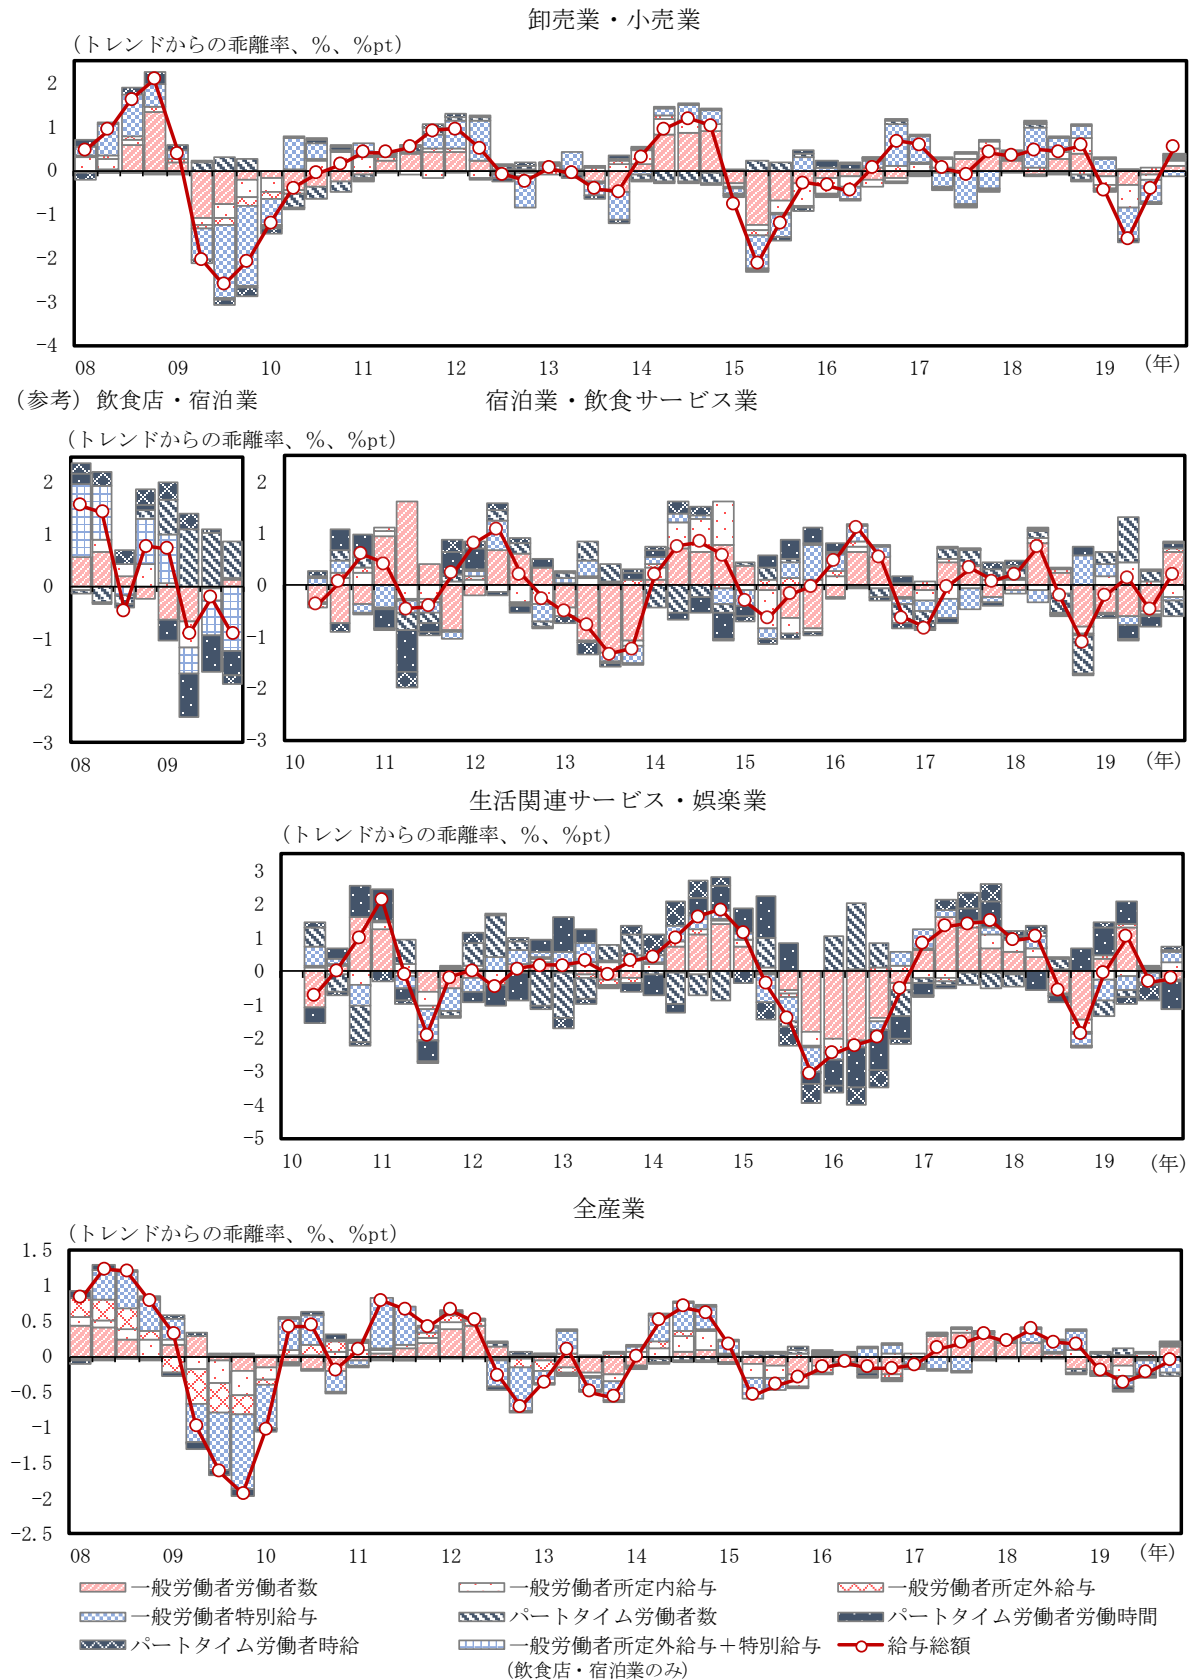 卸売業・小売業
(トレンドからの乖離率、%、%pt)
2
1
0
-1
-2
-3
-4
08 09 10 11 12 13 14 15 16 17 18 19 (年)
(参考) 飲食店・宿泊業 宿泊業・飲食サービス業
(トレンドからの乖離率、%、%pt)
2 2
1 1
0 0
-1 -1
-2 -2
-3 -3
08 09 10 11 12 13 14 15 16 17 18 19 (年)
生活関連サービス・娯楽業
(トレンドからの乖離率、%、%pt)
3
2
1
0
-1
-2
-3
-4
-5
10 11 12 13 14 15 16 17 18 19 (年)
全産業
(トレンドからの乖離率、%、%pt)
1.5
1
0.5
0
-0.5
-1
-1.5
-2
-2.5
08 09 10 11 12 13 14 15 16 17 18 19 (年)
一般労働者労働者数 一般労働者所定内給与 一般労働者所定外給与
一般労働者特別給与 パートタイム労働者数 パートタイム労働者労働時間
パートタイム労働者時給 一般労働者所定外給与+特別給与 給与総額
(飲食店・宿泊業のみ)